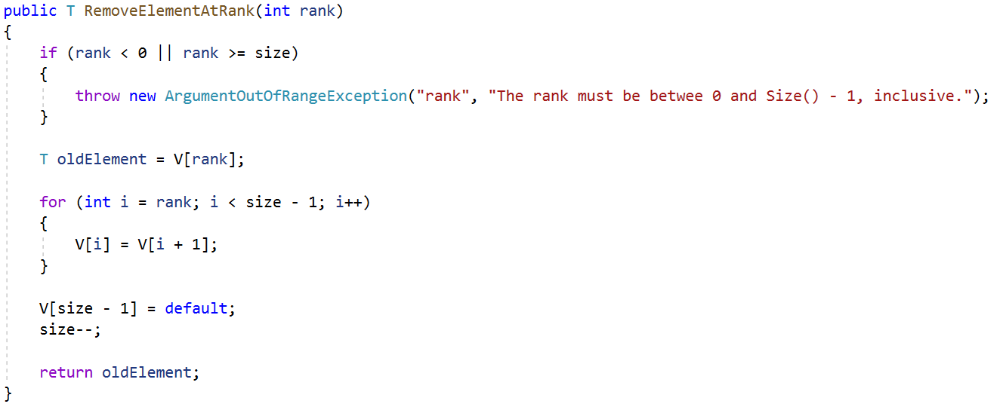 public T RemoveElementAtRank(int rank)
{
if (rank < 0 || rank >= size)
{
throw new ArgumentOutOfRangeException("rank", "The rank must be betwee 0 and Size() - 1, inclusive.");
}
T oldElement = V[rank];
for (int i = rank; i < size - 1; i++)
{
V[i] = V[i + 1];
}
V[size - 1] = default;
size--;
return oldElement;
}